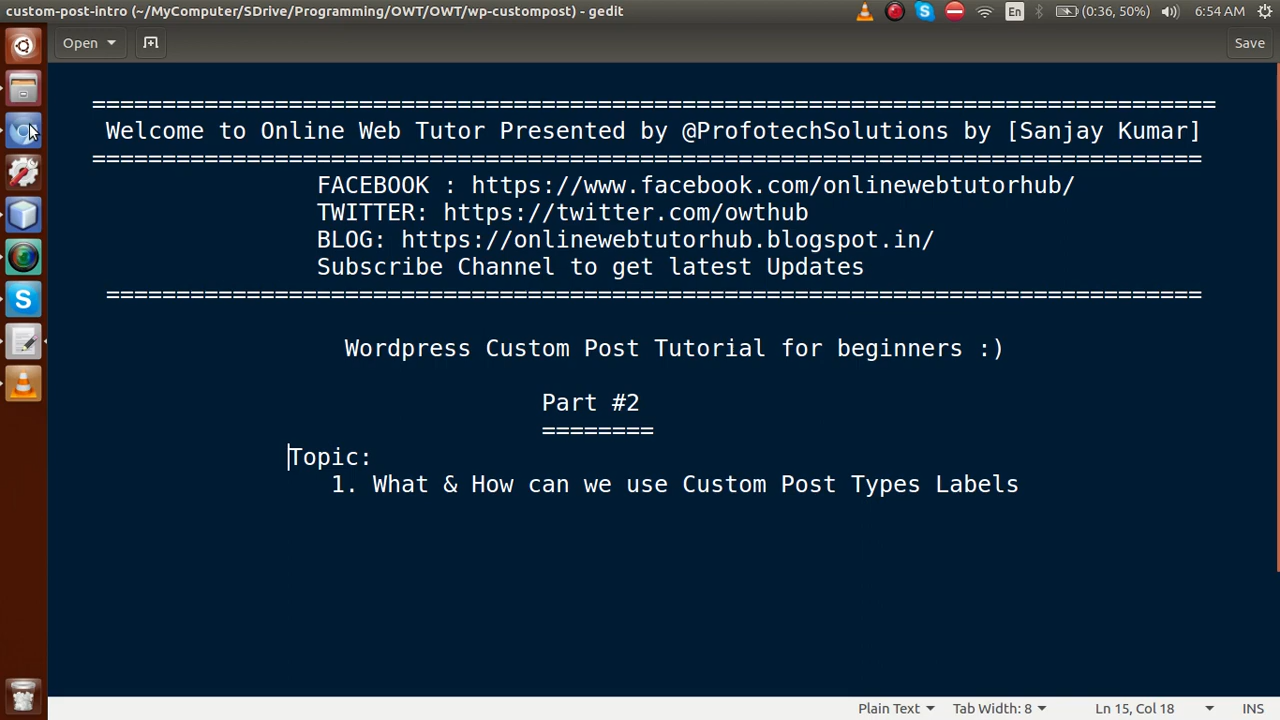 custom-post-intro (~/MyComputer/SDrive/Programming/OWT/OWT/wp-custompost) - gedit
En
(0:36, 50%)
6:54 AM
Open
Save
================================================================================
Welcome to Online Web Tutor Presented by @ProfotechSolutions by [Sanjay Kumar]
===============================================================================
FACEBOOK : https://www.facebook.com/onlinewebtutorhub/
TWITTER: https://twitter.com/owthub
BLOG: https://onlinewebtutorhub.blogspot.in/
Subscribe Channel to get latest Updates
==============================================================================
Wordpress Custom Post Tutorial for beginners :)
Part #2
========
Topic:
1. What & How can we use Custom Post Types Labels
Plain Text
Tab Width: 8
Ln 15, Col 18
INS